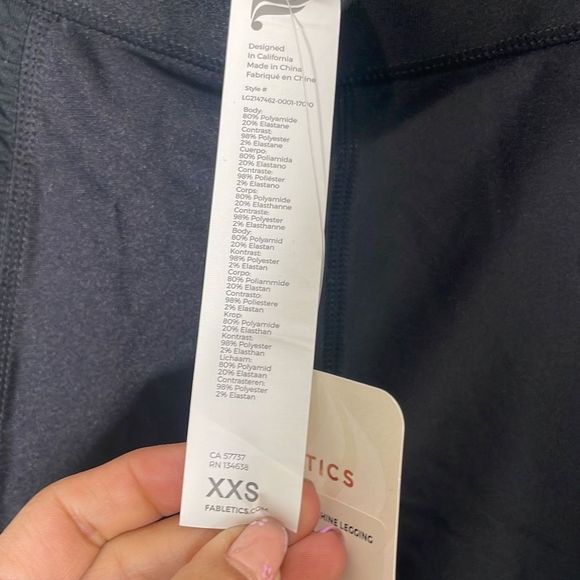 Designed
In California
Made in China
Fabriqué en Chine
Style #
Body:
80% Polyamide
20% Elastane
Contrast:
98% Polyester
2% Elastane
Cuerpo:
80% Poliamida
20% Elastano
Contraste:
98% Poliéster
2% Elastano
Corps:
80% Polyamide
20% Elasthanne
Contraste:
98% Polyester
2% Elasthanne
Body:
80% Polyamid
20% Elastan
Kontrast:
98% Polyester
2% Elastan
Corpo:
80% Poliammide
20% Elastan
Contrasto:
98% Poliestere
2% Elastan
Krop:
80% Polyamide
20% Elasthan
Kontrast:
98% Polyester
2% Elasthan
Lichaam:
80% Polyamid
20% Elastaan
Contrasteren:
98% Polyester
2% Elastan
CA 57737
RN 134638
XXS
FABLETICS.COM
TICS
HINE LEGGING